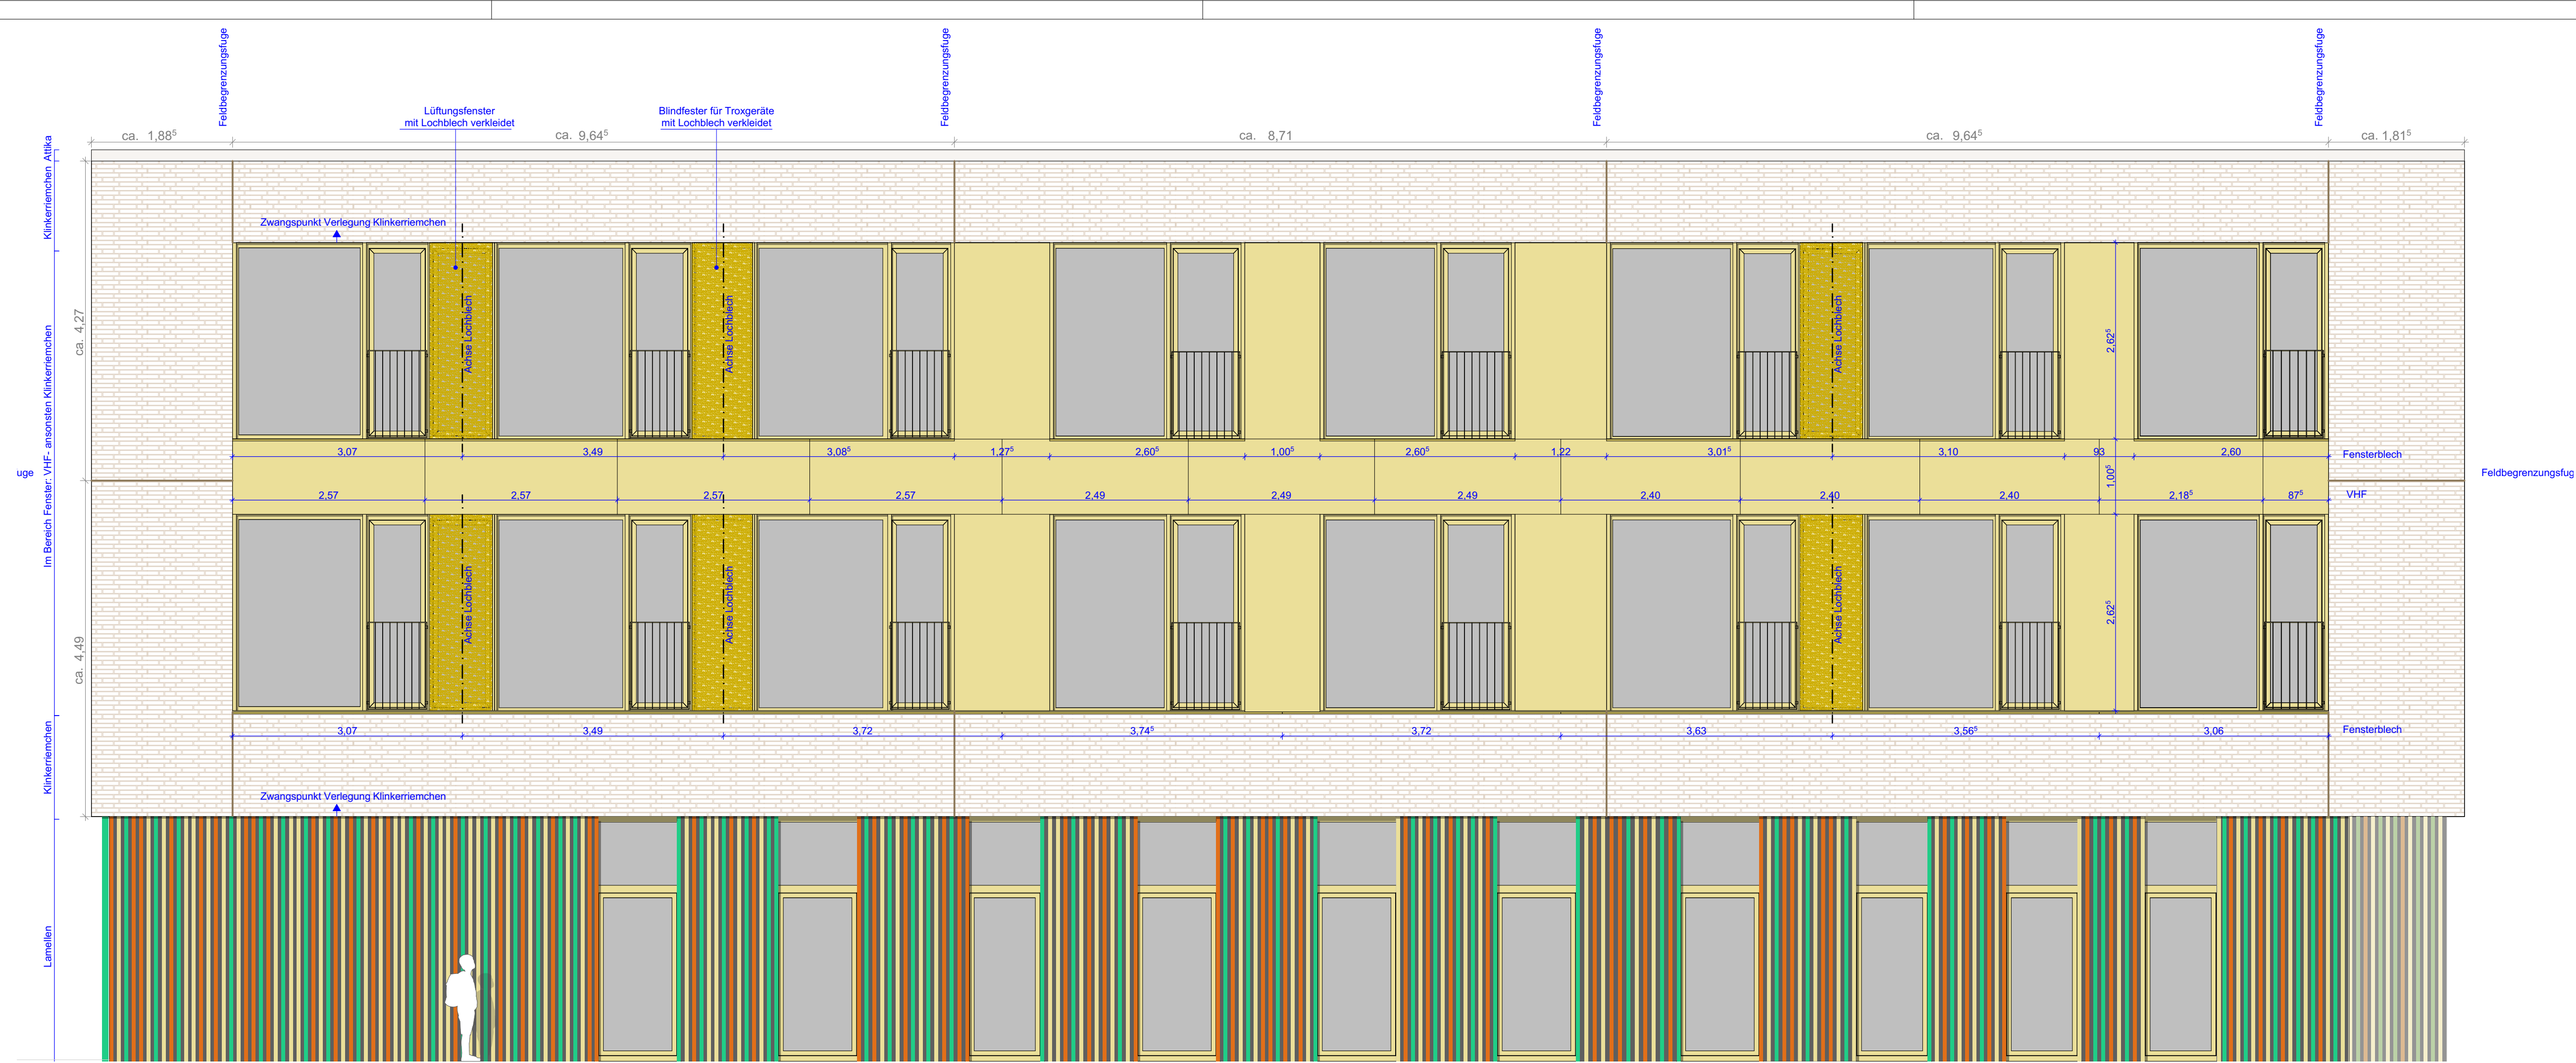 Feldbegrenzungsfuge
Feldbegrenzungsfuge
Feldbegrenzungsfuge
Feldbegrenzungsfuge
Lüftungsfenster
mit Lochblech verkleidet
Blindfester für Troxgeräte
mit Lochblech verkleidet
ca. 1,88⁵
ca. 9,64⁵
ca. 8,71
ca. 9,64⁵
ca. 1,81⁵
Attika
Klinkerriemchen
Im Bereich Fenster: VHF- ansonsten Klinkerriemchen
Klinkerriemchen
Lamellen
ca. 4,27
ca. 4,49
Zwangspunkt Verlegung Klinkerriemchen
Achse Lochblech
Achse Lochblech
Achse Lochblech
2,62⁵
3,07
3,49
3,08⁵
1,27⁵
2,60⁵
1,00⁵
2,60⁵
1,22
3,01⁵
3,10
93
2,60
Fensterblech
uge
1,00⁵
Feldbegrenzungsfug
2,57
2,57
2,57
2,57
2,49
2,49
2,49
2,40
2,40
2,40
2,18⁵
87⁵
VHF
Achse Lochblech
Achse Lochblech
Achse Lochblech
2,62⁵
3,07
3,49
3,72
3,74⁵
3,72
3,63
3,56⁵
3,06
Fensterblech
Zwangspunkt Verlegung Klinkerriemchen